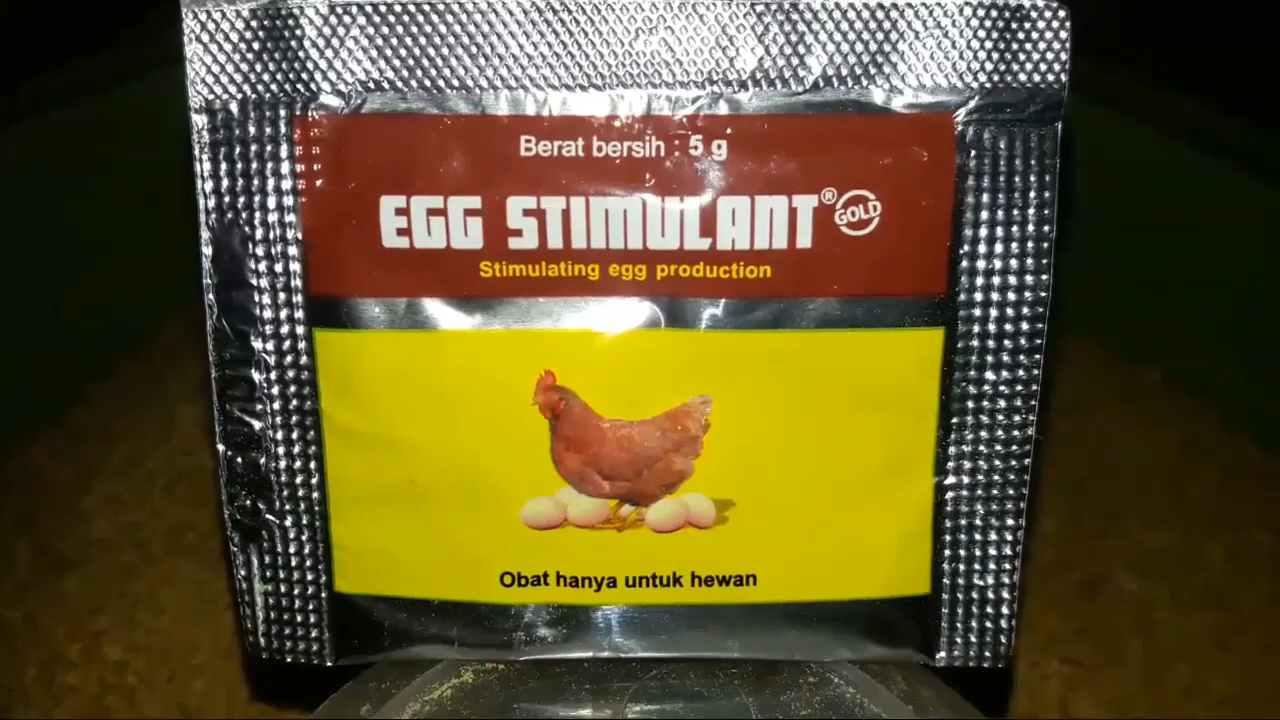 Berat bersih : 5 g
EGG STIMULANT® GOLD
Stimulating egg production
Obat hanya untuk hewan